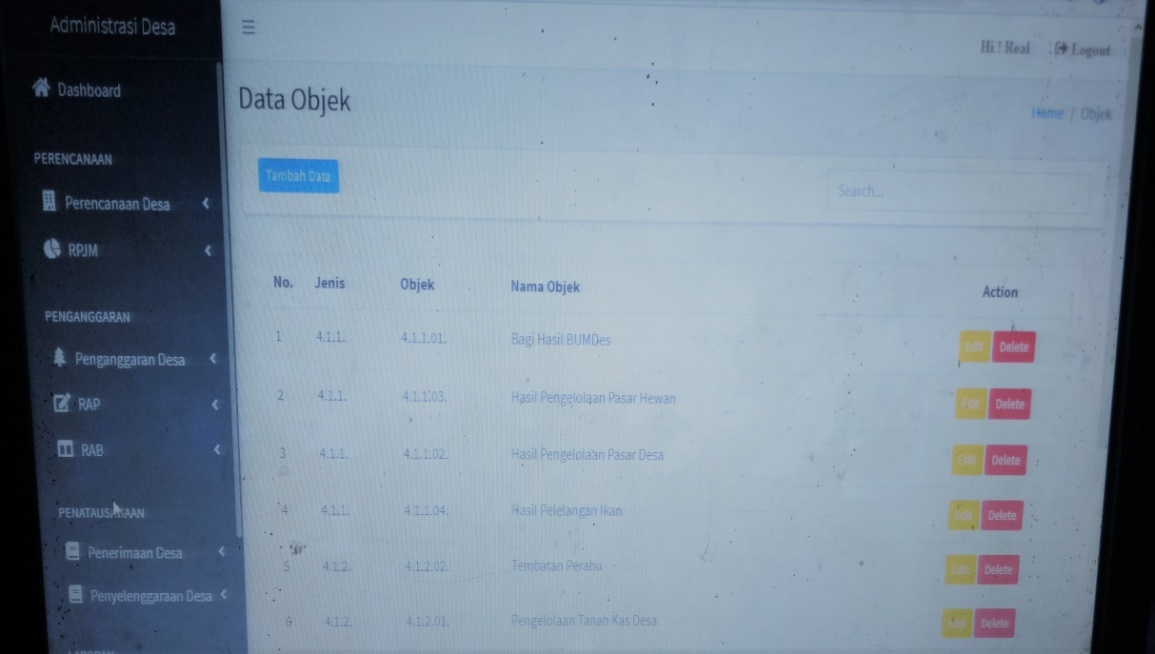 Administrasi Desa
Hi ! Real Logout
Dashboard
Data Objek
Home / Objek
PERENCANAAN
Tambah Data
Search...
Perencanaan Desa
RPJM
No. Jenis Objek Nama Objek Action
PENGANGGARAN
1 4.1.1. 4.1.1.01. Bagi Hasil BUMDes Edit Delete
Penganggaran Desa
2 4.1.1. 4.1.1.03. Hasil Pengelolaan Pasar Hewan Edit Delete
RAP
3 4.1.1. 4.1.1.02. Hasil Pengelolaan Pasar Desa Edit Delete
RAB
4 4.1.1. 4.1.1.04. Hasil Pelelangan Ikan Edit Delete
PENATAUSAHAAN
Penerimaan Desa
5 4.1.2. 4.1.2.02. Tembatan Perahu Edit Delete
Penyelenggaraan Desa
6 4.1.2. 4.1.2.01. Pengelolaan Tanah Kas Desa Edit Delete
LAPORAN